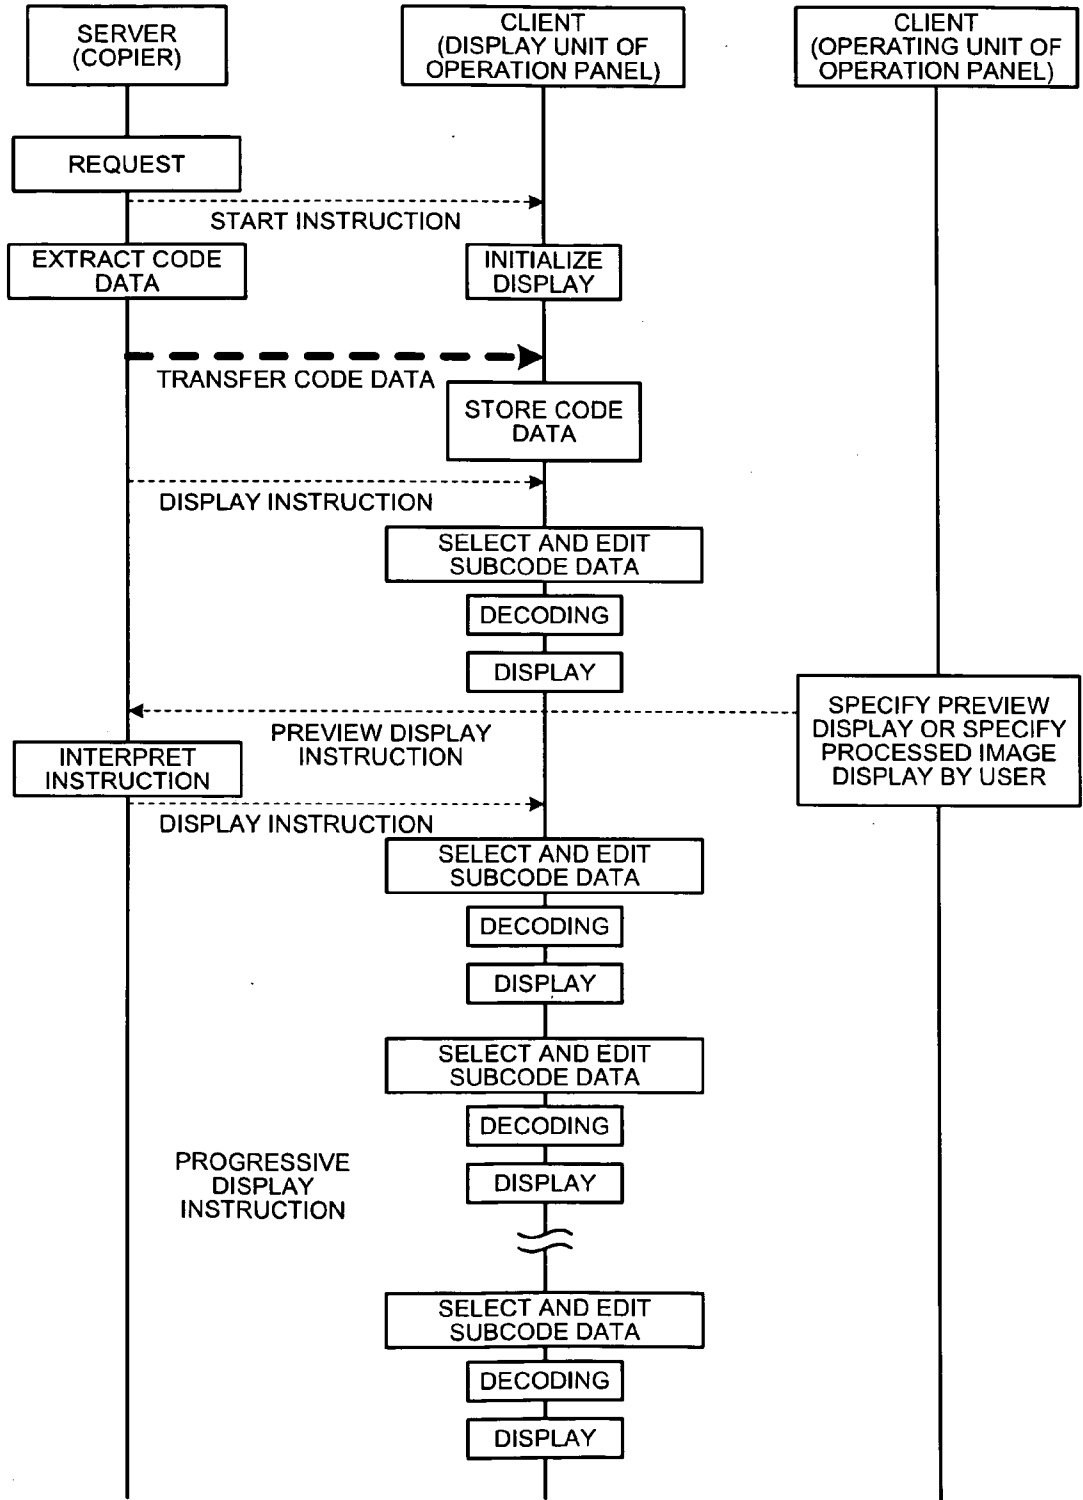 SERVER
(COPIER)
CLIENT
(DISPLAY UNIT OF
OPERATION PANEL)
CLIENT
(OPERATING UNIT OF
OPERATION PANEL)
REQUEST
START INSTRUCTION
EXTRACT CODE
DATA
INITIALIZE
DISPLAY
TRANSFER CODE DATA
STORE CODE
DATA
DISPLAY INSTRUCTION
SELECT AND EDIT
SUBCODE DATA
DECODING
DISPLAY
SPECIFY PREVIEW
DISPLAY OR SPECIFY
PROCESSED IMAGE
DISPLAY BY USER
PREVIEW DISPLAY
INSTRUCTION
INTERPRET
INSTRUCTION
DISPLAY INSTRUCTION
SELECT AND EDIT
SUBCODE DATA
DECODING
DISPLAY
SELECT AND EDIT
SUBCODE DATA
DECODING
DISPLAY
PROGRESSIVE
DISPLAY
INSTRUCTION
SELECT AND EDIT
SUBCODE DATA
DECODING
DISPLAY